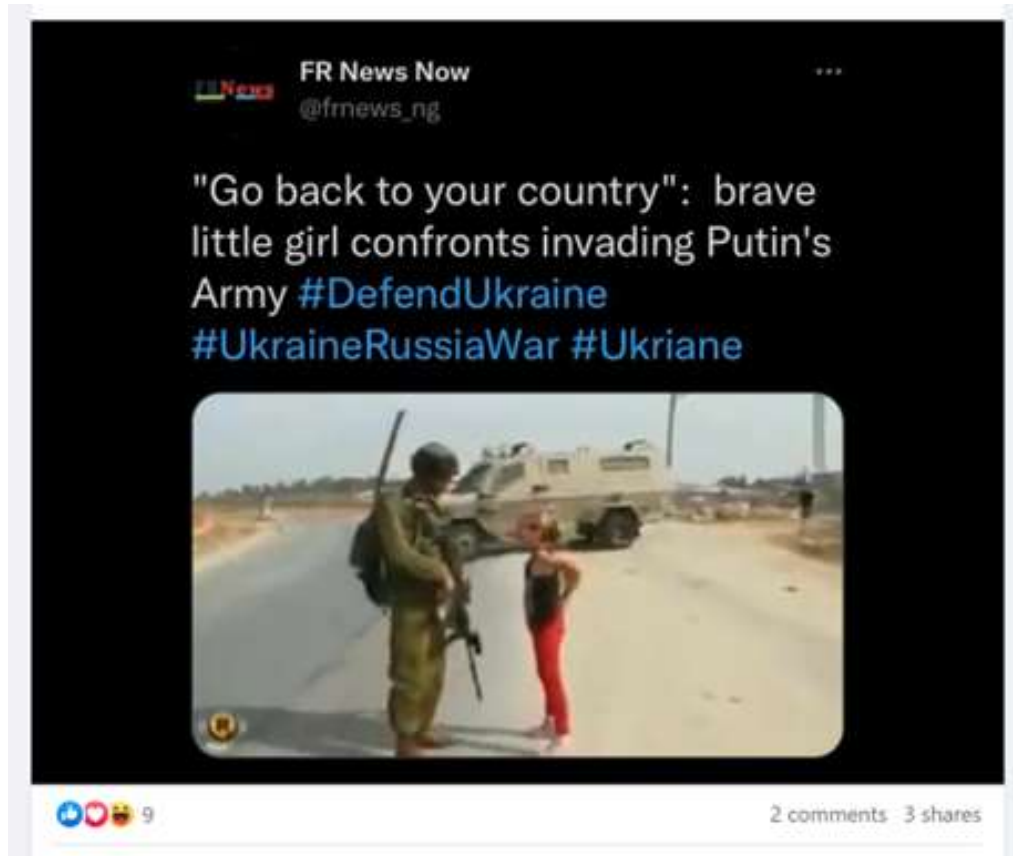 FRNews
FR News Now
@frnews_ng
"Go back to your country": brave
little girl confronts invading Putin's
Army #DefendUkraine
#UkraineRussiaWar #Ukriane
9
2 comments 3 shares